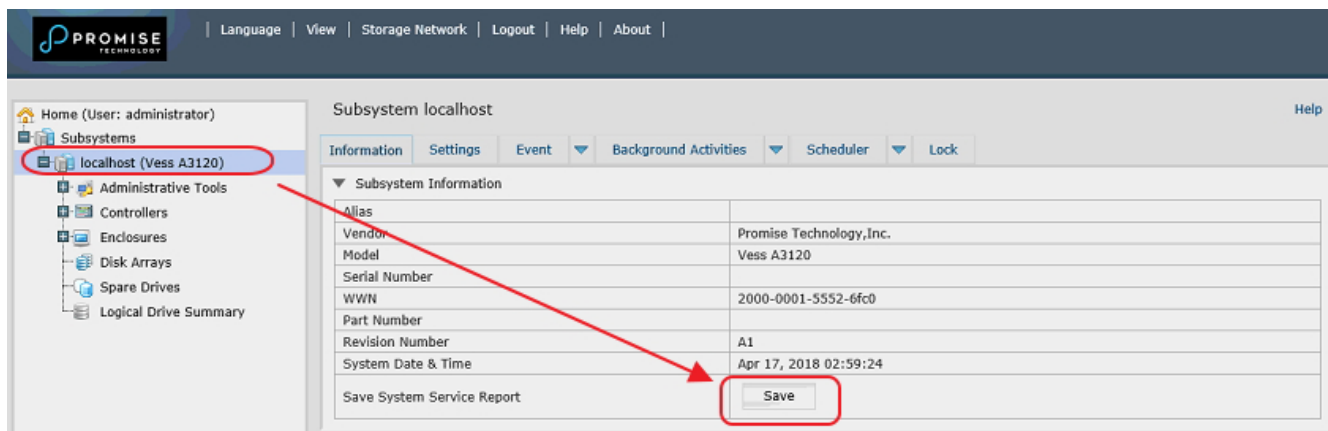 PROMISE
TECHNOLOGY
| Language | View | Storage Network | Logout | Help | About |
Home (User: administrator)
Subsystems
localhost (Vess A3120)
Administrative Tools
Controllers
Enclosures
Disk Arrays
Spare Drives
Logical Drive Summary
Subsystem localhost
Help
Information Settings Event Background Activities Scheduler Lock
Subsystem Information
Alias
Vendor Promise Technology,Inc.
Model Vess A3120
Serial Number
WWN 2000-0001-5552-6fc0
Part Number
Revision Number A1
System Date & Time Apr 17, 2018 02:59:24
Save System Service Report Save